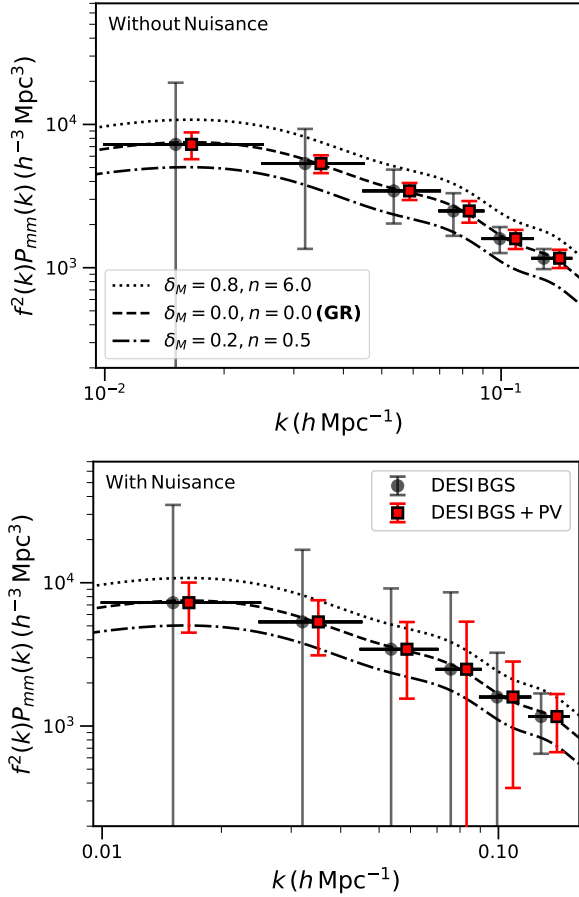 Without Nuisance
f²(k)Pₘₘ(k) (h⁻³ Mpc³)
10⁴
10³
δ_M = 0.8, n = 6.0
δ_M = 0.0, n = 0.0 (GR)
δ_M = 0.2, n = 0.5
10⁻²
10⁻¹
k (h Mpc⁻¹)
With Nuisance
DESI BGS
DESI BGS + PV
f²(k)Pₘₘ(k) (h⁻³ Mpc³)
10⁴
10³
0.01
0.10
k (h Mpc⁻¹)